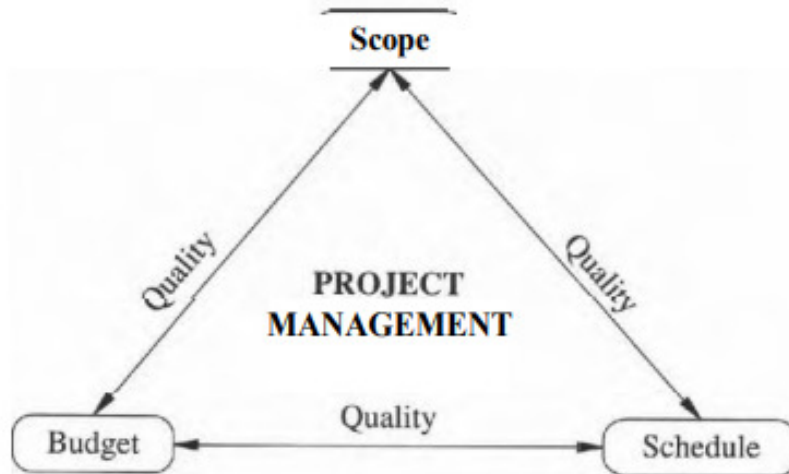 Scope
Quality
Quality
PROJECT
MANAGEMENT
Quality
Budget
Schedule